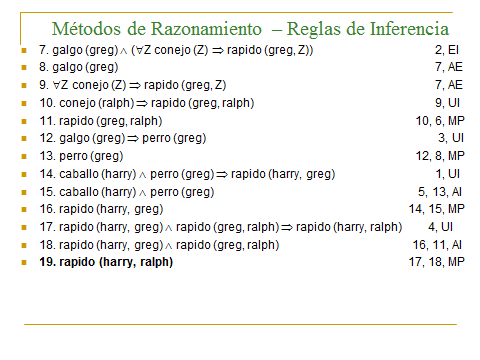 Métodos de Razonamiento – Reglas de Inferencia
7. galgo (greg) ∧ (∀Z conejo (Z) ⇒ rapido (greg, Z)) 2, EI
8. galgo (greg) 7, AE
9. ∀Z conejo (Z) ⇒ rapido (greg, Z) 7, AE
10. conejo (ralph) ⇒ rapido (greg, ralph) 9, UI
11. rapido (greg, ralph) 10, 6, MP
12. galgo (greg) ⇒ perro (greg) 3, UI
13. perro (greg) 12, 8, MP
14. caballo (harry) ∧ perro (greg) ⇒ rapido (harry, greg) 1, UI
15. caballo (harry) ∧ perro (greg) 5, 13, AI
16. rapido (harry, greg) 14, 15, MP
17. rapido (harry, greg) ∧ rapido (greg, ralph) ⇒ rapido (harry, ralph) 4, UI
18. rapido (harry, greg) ∧ rapido (greg, ralph) 16, 11, AI
19. rapido (harry, ralph) 17, 18, MP